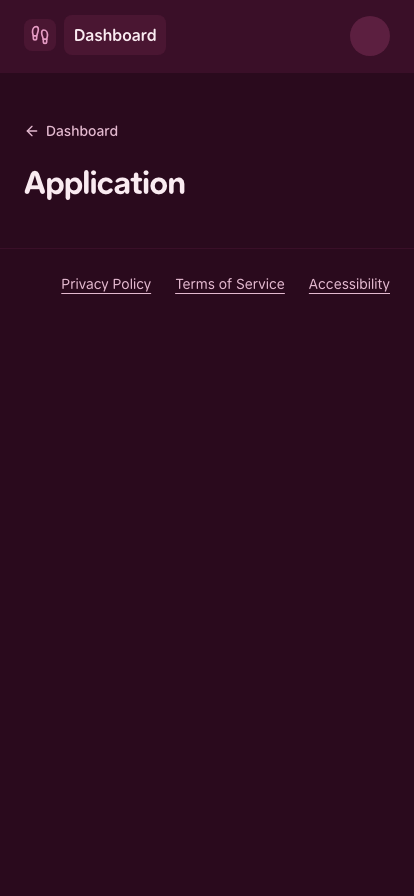 Dashboard
Dashboard
Application
Privacy Policy Terms of Service Accessibility